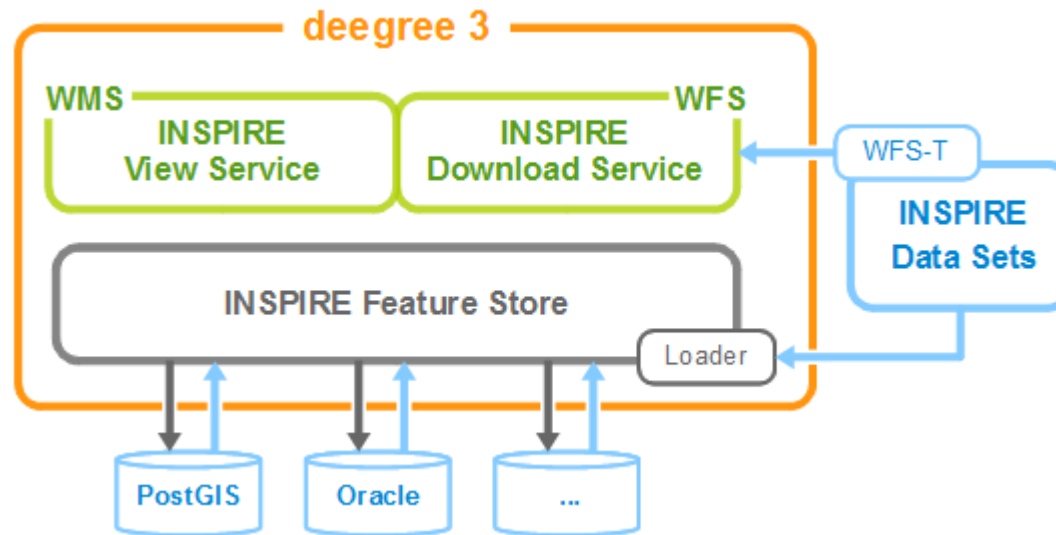 deegree 3
WMS
WFS
INSPIRE
View Service
INSPIRE
Download Service
WFS-T
INSPIRE
Data Sets
INSPIRE Feature Store
Loader
PostGIS
Oracle
...